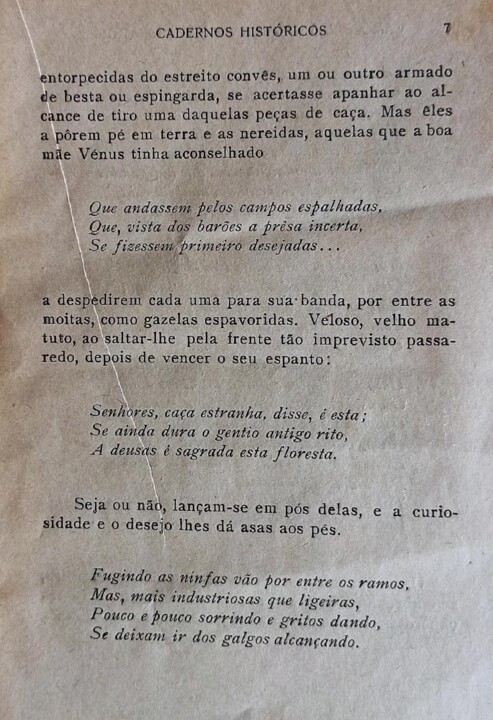 CADERNOS HISTÓRICOS 7
entorpecidas do estreito convês, um ou outro armado
de besta ou espingarda, se acertasse apanhar ao al-
cance de tiro uma daquelas peças de caça. Mas êles
a pôrem pé em terra e as nereidas, aquelas que a boa
mãe Vénus tinha aconselhado
Que andassem pelos campos espalhadas,
Que, vista dos barões a prêsa incerta,
Se fizessem primeiro desejadas...
a despedirem cada uma para sua banda, por entre as
moitas, como gazelas espavoridas. Veloso, velho ma-
tuto, ao saltar-lhe pela frente tão imprevisto passa-
redo, depois de vencer o seu espanto:
Senhores, caça estranha, disse, é esta;
Se ainda dura o gentio antigo rito,
A deusas é sagrada esta floresta.
Seja ou não, lançam-se em pós delas, e a curio-
sidade e o desejo lhes dá asas aos pés.
Fugindo as ninfas vão por entre os ramos,
Mas, mais industriosas que ligeiras,
Pouco e pouco sorrindo e gritos dando,
Se deixam ir dos galgos alcançando.